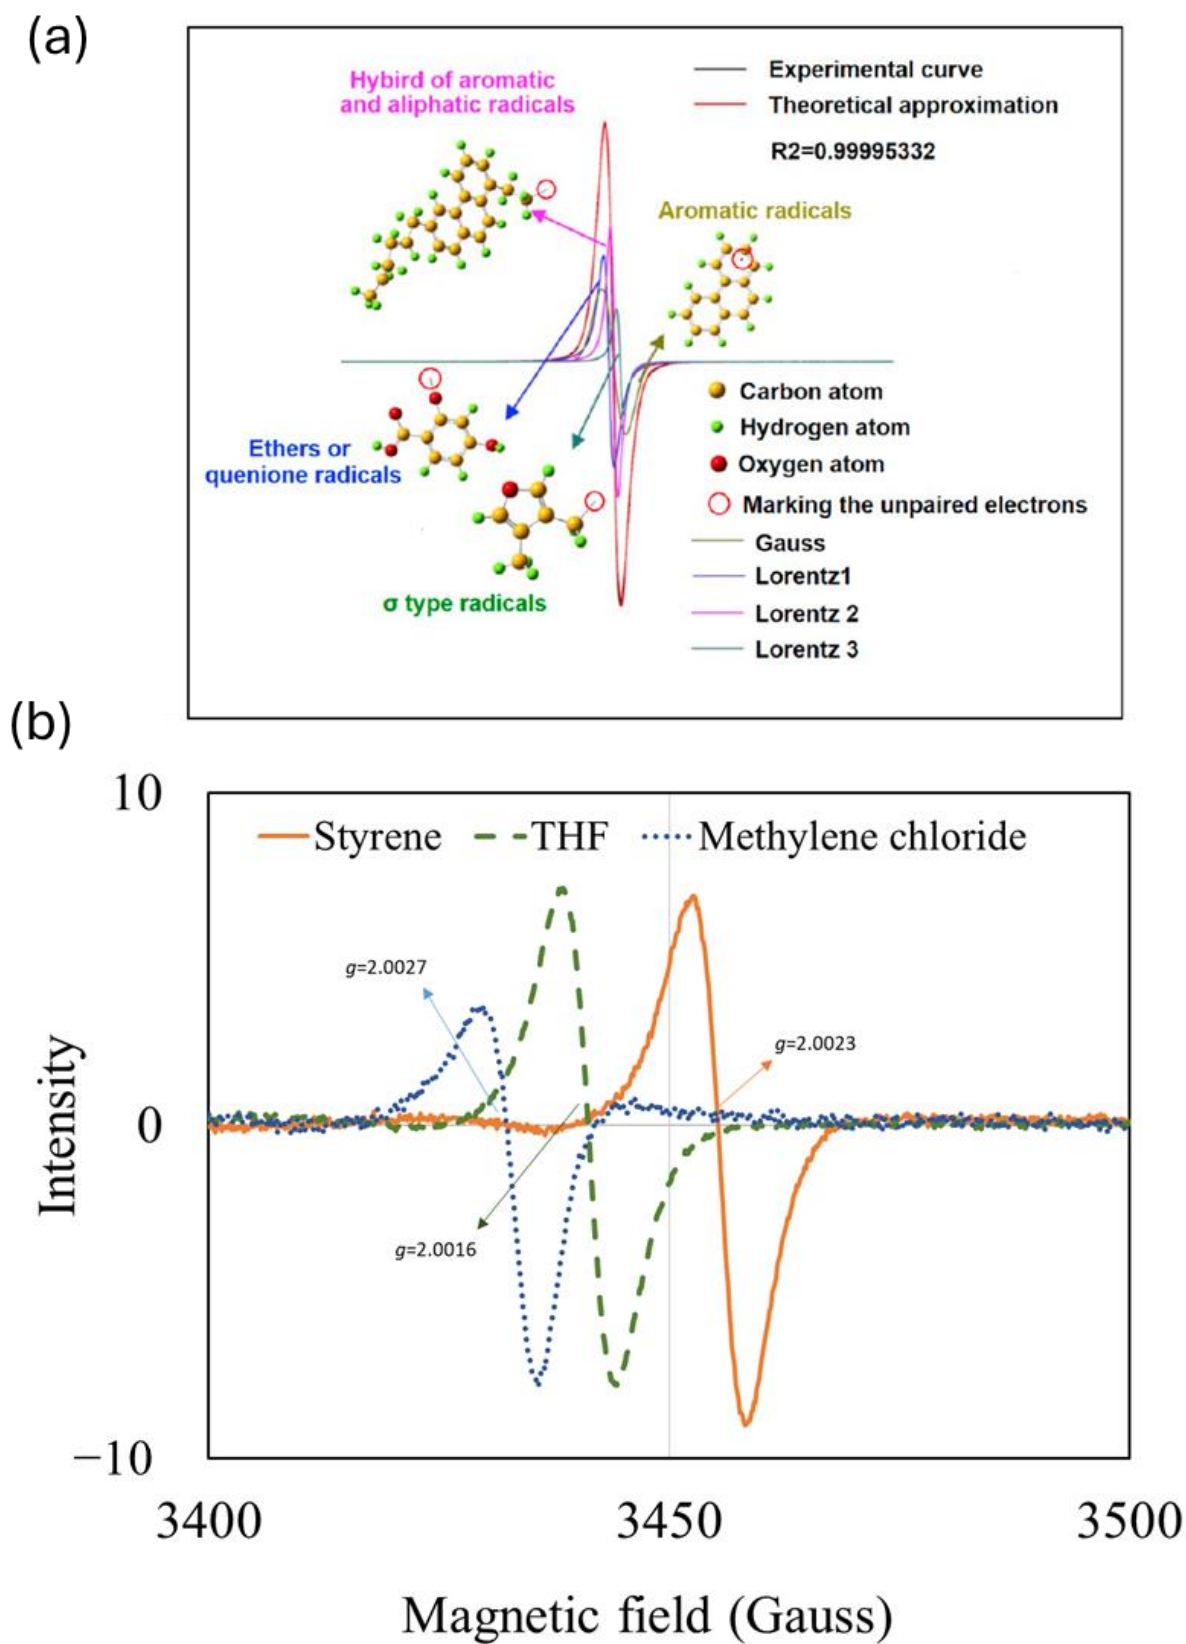 (a)
Hybird of aromatic
and aliphatic radicals
Experimental curve
Theoretical approximation
R2=0.99995332
Aromatic radicals
Carbon atom
Hydrogen atom
Oxygen atom
Marking the unpaired electrons
Ethers or
quenione radicals
σ type radicals
Gauss
Lorentz1
Lorentz 2
Lorentz 3
(b)
10
Styrene
THF
Methylene chloride
g=2.0027
g=2.0023
Intensity
0
g=2.0016
−10
3400
3450
3500
Magnetic field (Gauss)